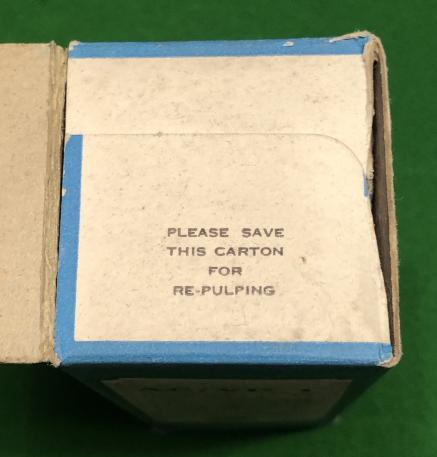 PLEASE SAVE
THIS CARTON
FOR
RE-PULPING